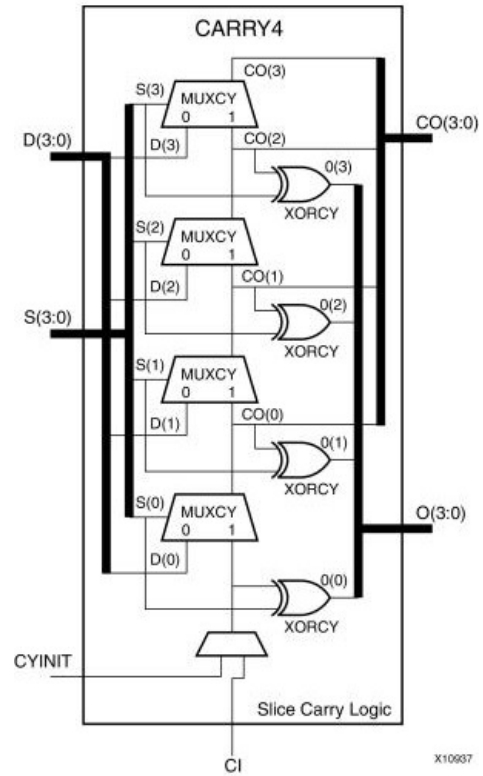 CARRY4
CO(3)
S(3)
MUXCY
0 1
D(3:0)
D(3)
CO(2)
CO(3:0)
0(3)
XORCY
S(2)
MUXCY
0 1
D(2)
CO(1)
0(2)
S(3:0)
XORCY
S(1)
MUXCY
0 1
D(1)
CO(0)
0(1)
XORCY
S(0)
MUXCY
0 1
O(3:0)
D(0)
0(0)
XORCY
CYINIT
Slice Carry Logic
CI
X10937